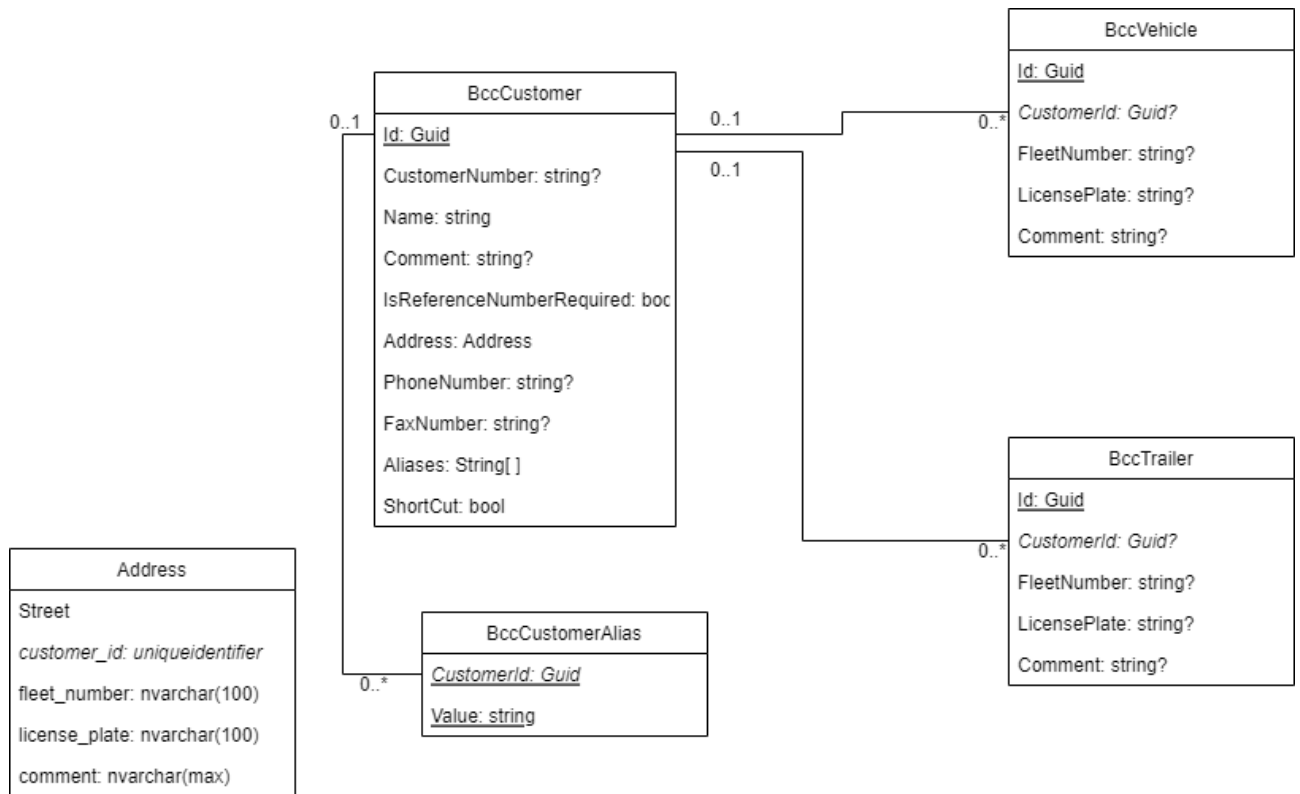 BccVehicle
Id: Guid
CustomerId: Guid?
FleetNumber: string?
LicensePlate: string?
Comment: string?
0..*
BccCustomer
Id: Guid
CustomerNumber: string?
Name: string
Comment: string?
IsReferenceNumberRequired: boo
Address: Address
PhoneNumber: string?
FaxNumber: string?
Aliases: String[ ]
ShortCut: bool
0..1
0..1
0..1
BccTrailer
Id: Guid
CustomerId: Guid?
FleetNumber: string?
LicensePlate: string?
Comment: string?
0..*
Address
Street
customer_id: uniqueidentifier
fleet_number: nvarchar(100)
license_plate: nvarchar(100)
comment: nvarchar(max)
BccCustomerAlias
CustomerId: Guid
Value: string
0..*